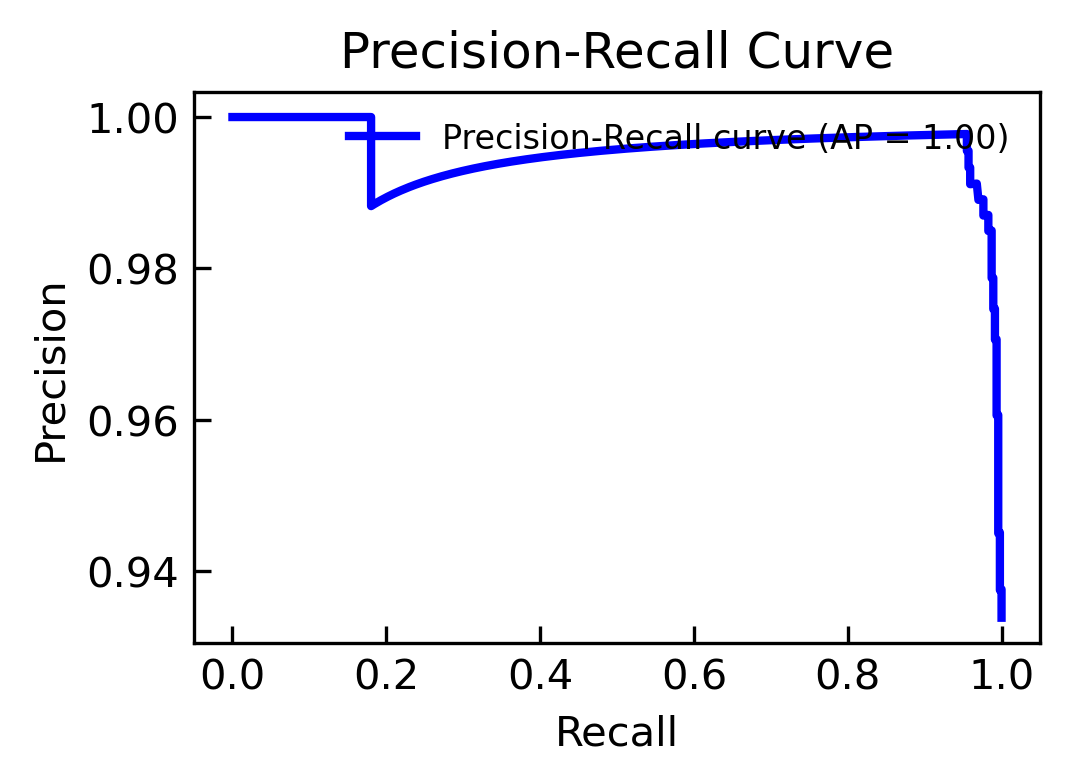 Precision-Recall Curve
1.00
0.98
0.96
0.94
Precision
Precision-Recall curve (AP = 1.00)
0.0 0.2 0.4 0.6 0.8 1.0
Recall